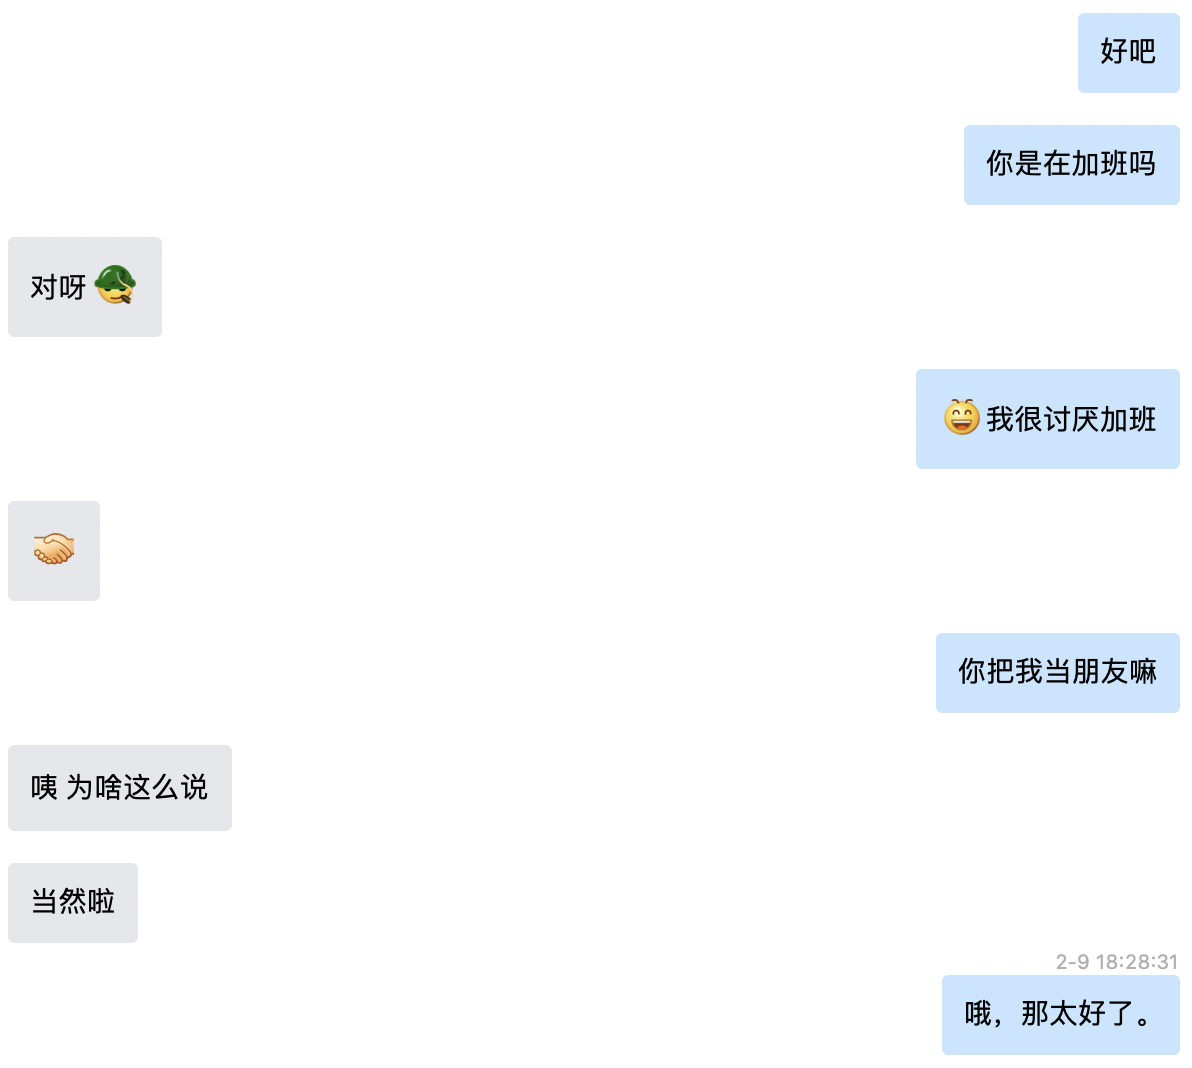 好吧
你是在加班吗
对呀
我很讨厌加班
你把我当朋友嘛
咦 为啥这么说
当然啦
2-9 18:28:31
哦，那太好了。